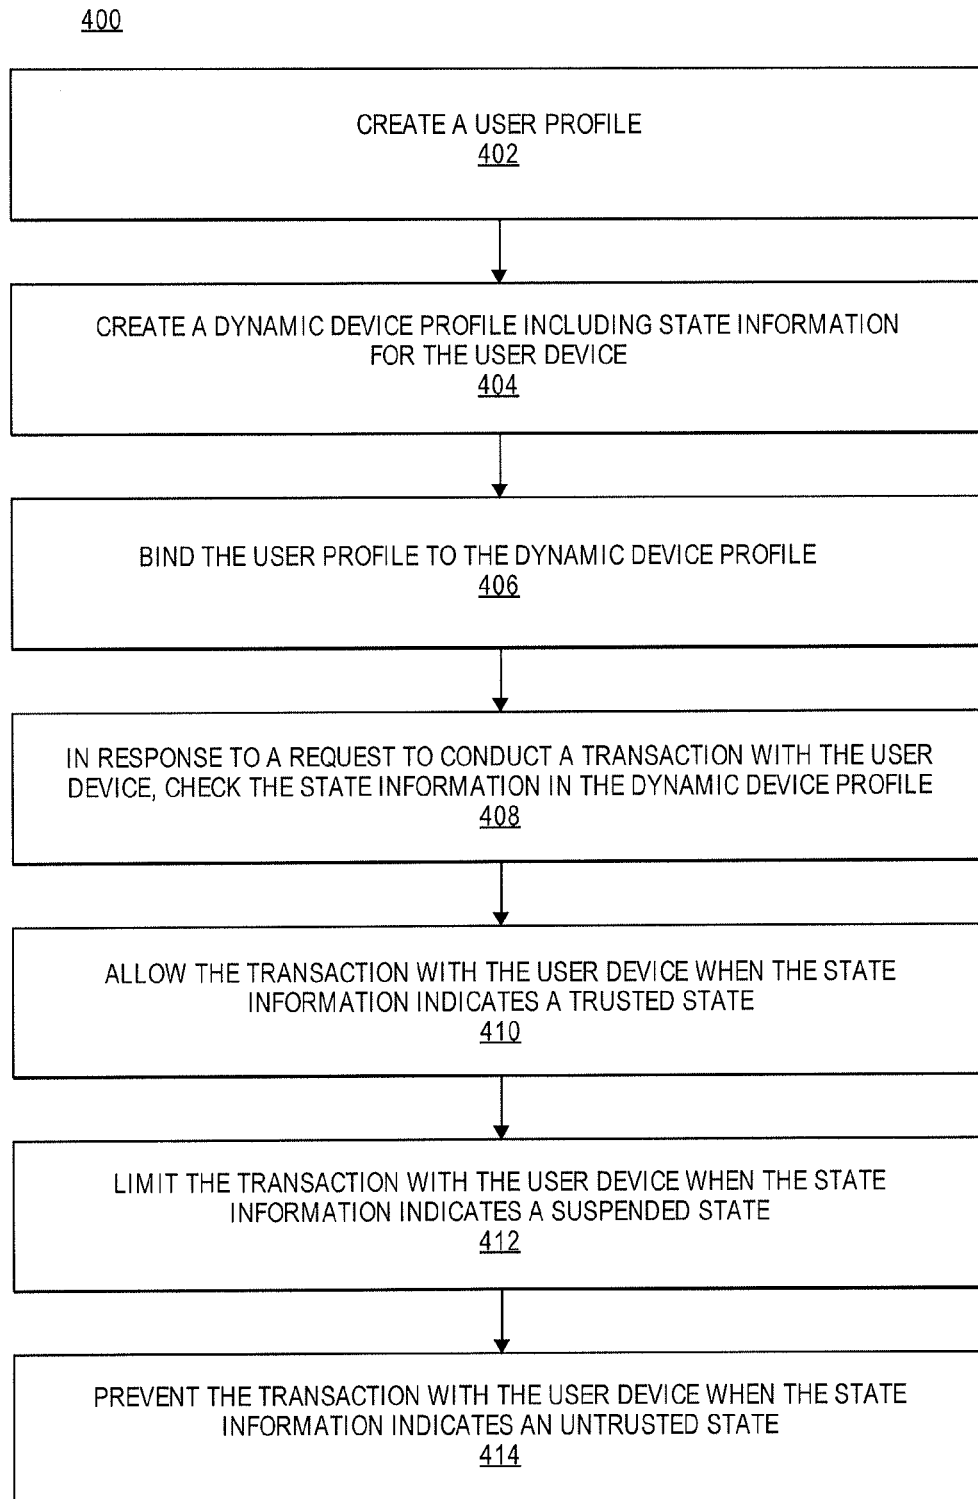 400
CREATE A USER PROFILE
402
CREATE A DYNAMIC DEVICE PROFILE INCLUDING STATE INFORMATION
FOR THE USER DEVICE
404
BIND THE USER PROFILE TO THE DYNAMIC DEVICE PROFILE
406
IN RESPONSE TO A REQUEST TO CONDUCT A TRANSACTION WITH THE USER
DEVICE, CHECK THE STATE INFORMATION IN THE DYNAMIC DEVICE PROFILE
408
ALLOW THE TRANSACTION WITH THE USER DEVICE WHEN THE STATE
INFORMATION INDICATES A TRUSTED STATE
410
LIMIT THE TRANSACTION WITH THE USER DEVICE WHEN THE STATE
INFORMATION INDICATES A SUSPENDED STATE
412
PREVENT THE TRANSACTION WITH THE USER DEVICE WHEN THE STATE
INFORMATION INDICATES AN UNTRUSTED STATE
414